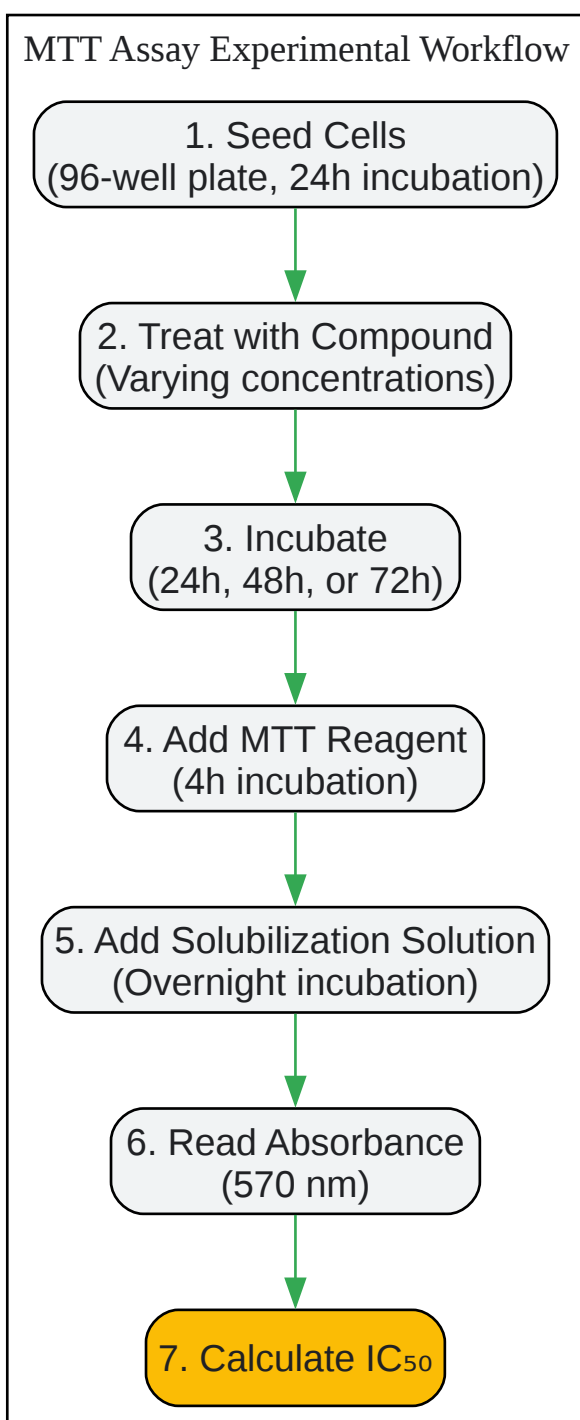 MTT Assay Experimental Workflow
1. Seed Cells
(96-well plate, 24h incubation)
2. Treat with Compound
(Varying concentrations)
3. Incubate
(24h, 48h, or 72h)
4. Add MTT Reagent
(4h incubation)
5. Add Solubilization Solution
(Overnight incubation)
6. Read Absorbance
(570 nm)
7. Calculate IC₅₀